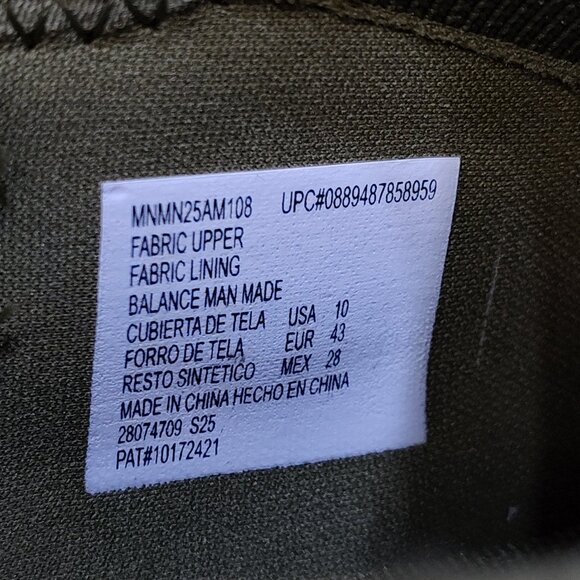 MNMN25AM108 UPC#0889487858959
FABRIC UPPER
FABRIC LINING
BALANCE MAN MADE
CUBIERTA DE TELA USA 10
FORRO DE TELA EUR 43
RESTO SINTETICO MEX 28
MADE IN CHINA HECHO EN CHINA
28074709 S25
PAT#10172421